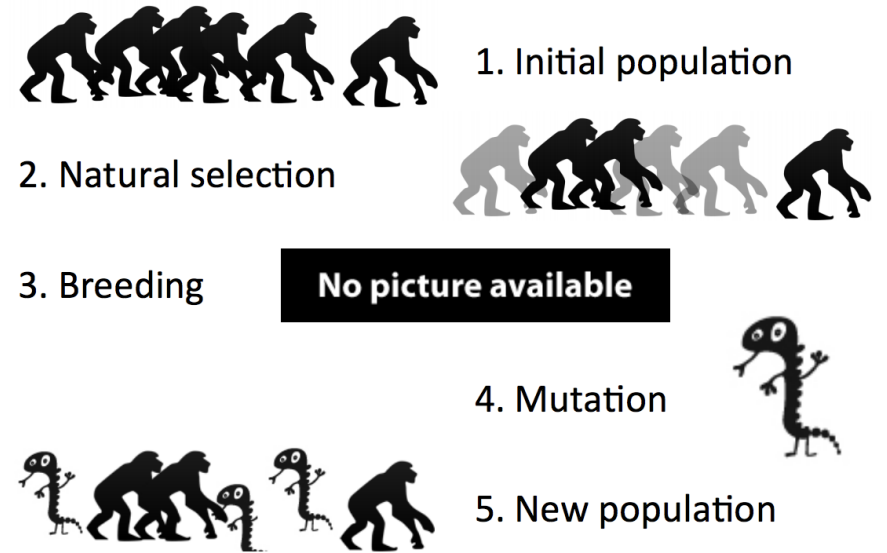 1. Initial population
2. Natural selection
3. Breeding
No picture available
4. Mutation
5. New population